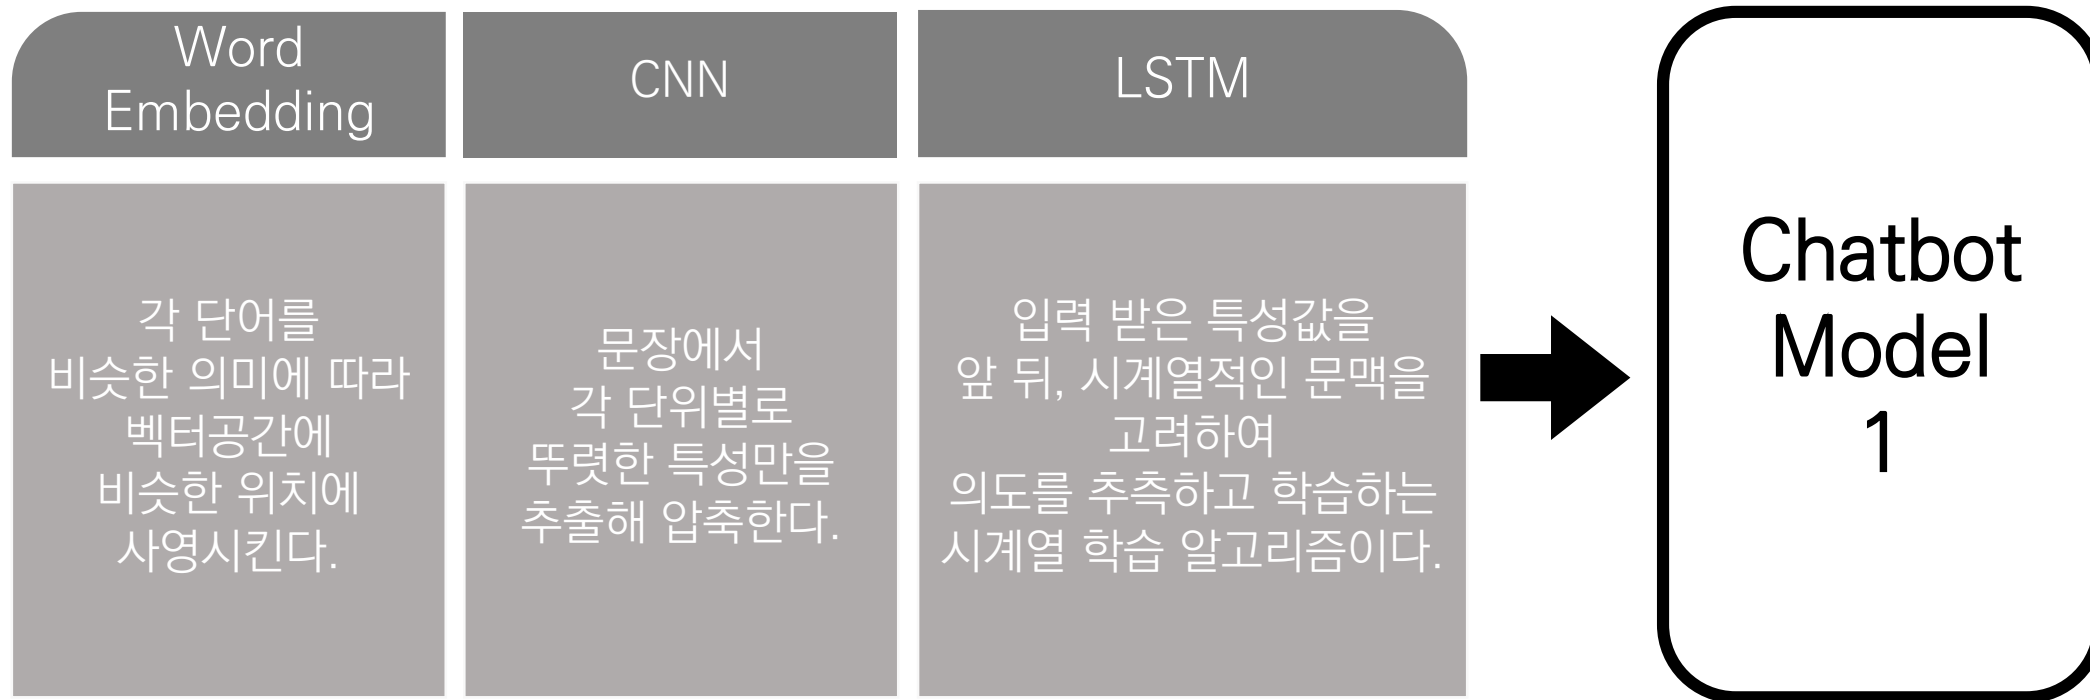 Word
Embedding
각 단어를
비슷한 의미에 따라
벡터공간에
비슷한 위치에
사영시킨다.
CNN
문장에서
각 단위별로
뚜렷한 특성만을
추출해 압축한다.
LSTM
입력 받은 특성값을
앞 뒤, 시계열적인 문맥을
고려하여
의도를 추측하고 학습하는
시계열 학습 알고리즘이다.
Chatbot
Model
1